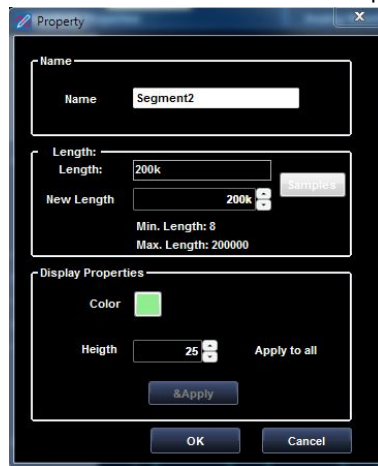 Property
x
Name
Name Segment2
Length:
Length: 200k
New Length 200k Samples
Min. Length: 8
Max. Length: 200000
Display Properties
Color
Heigth 25 Apply to all
&Apply
OK Cancel